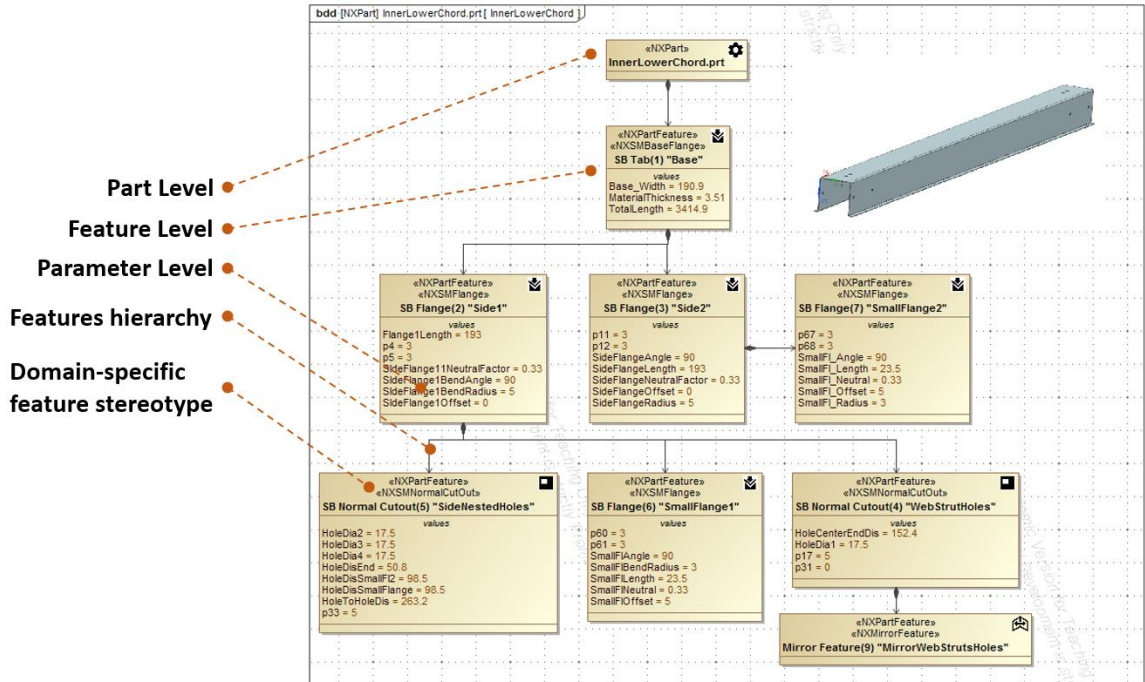 bdd [NXPart] InnerLowerChord.prt [ InnerLowerChord ]
«NXPart»
InnerLowerChord.prt
«NXPartFeature»
«NXSMBaseFlange»
SB Tab(1) "Base"
values
Base_Width = 190.9
MaterialThickness = 3.51
TotalLength = 3414.9
Part Level
Feature Level
Parameter Level
Features hierarchy
Domain-specific
feature stereotype
«NXPartFeature»
«NXSMFlange»
SB Flange(2) "Side1"
values
Flange1Length = 193
p4 = 3
p5 = 3
SideFlange11NeutralFactor = 0.33
SideFlange1BendAngle = 90
SideFlange1BendRadius = 5
SIdeFlange1Offset = 0
«NXPartFeature»
«NXSMFlange»
SB Flange(3) "Side2"
values
p11 = 3
p12 = 3
SideFlangeAngle = 90
SideFlangeLength = 193
SideFlangeNeutralFactor = 0.33
SideFlangeOffset = 0
SideFlangeRadius = 5
«NXPartFeature»
«NXSMFlange»
SB Flange(7) "SmallFlange2"
values
p67 = 3
p68 = 3
SmallFl_Angle = 90
SmallFl_Length = 23.5
SmallFl_Neutral = 0.33
SmallFl_Offset = 5
SmallFl_Radius = 3
«NXPartFeature»
«NXSMNormalCutOut»
SB Normal Cutout(5) "SideNestedHoles"
values
HoleDia2 = 17.5
HoleDia3 = 17.5
HoleDia4 = 17.5
HoleDisEnd = 50.8
HoleDisSmallFl2 = 98.5
HoleDisSmallFlange = 98.5
HoleToHoleDis = 263.2
p33 = 5
«NXPartFeature»
«NXSMFlange»
SB Flange(6) "SmallFlange1"
values
p60 = 3
p61 = 3
SmallFlAngle = 90
SmallFlBendRadius = 3
SmallFlLength = 23.5
SmallFlNeutral = 0.33
SmallFlOffset = 5
«NXPartFeature»
«NXSMNormalCutOut»
SB Normal Cutout(4) "WebStrutHoles"
values
HoleCenterEndDis = 152.4
HoleDia1 = 17.5
p17 = 5
p31 = 0
«NXPartFeature»
«NXMirrorFeature»
Mirror Feature(9) "MirrorWebStrutsHoles"